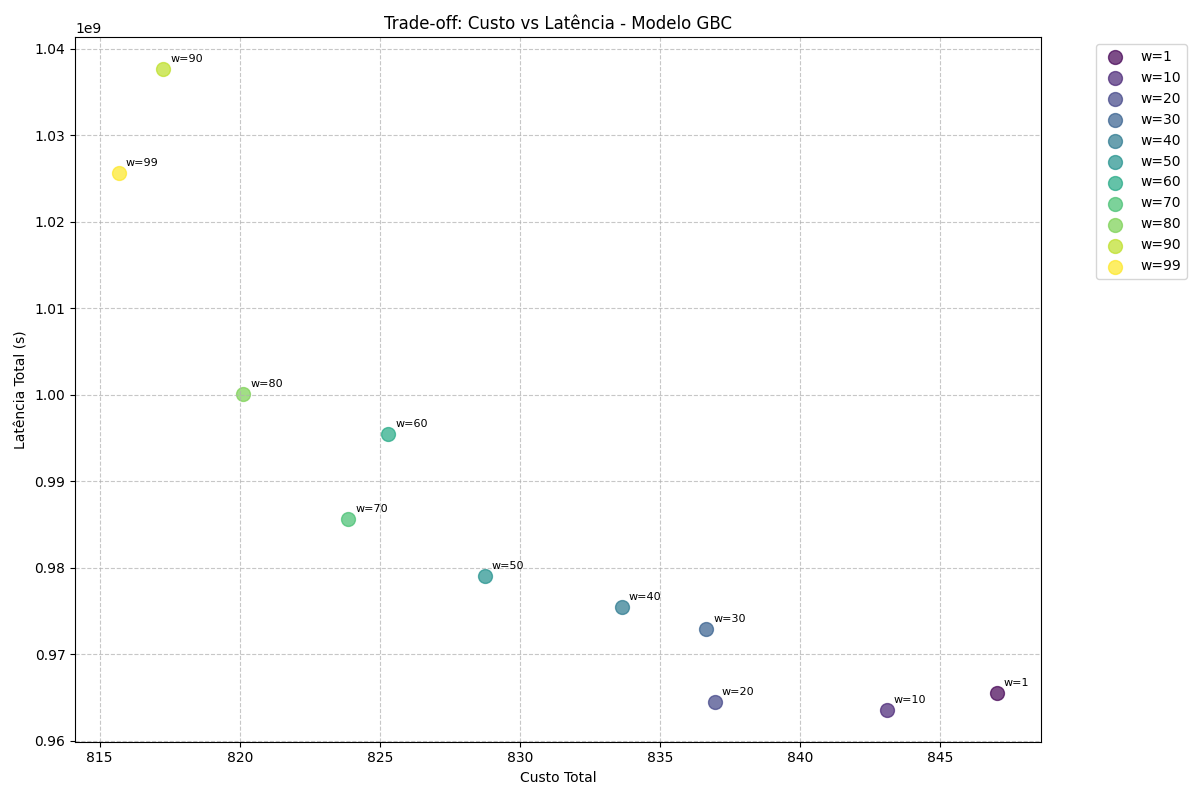 Trade-off: Custo vs Latência - Modelo GBC
1e9
1.04
1.03
1.02
1.01
1.00
0.99
0.98
0.97
0.96
Latência Total (s)
w=90
w=99
w=80
w=60
w=70
w=50
w=40
w=30
w=20
w=10
w=1
815
820
825
830
835
840
845
Custo Total
w=1
w=10
w=20
w=30
w=40
w=50
w=60
w=70
w=80
w=90
w=99